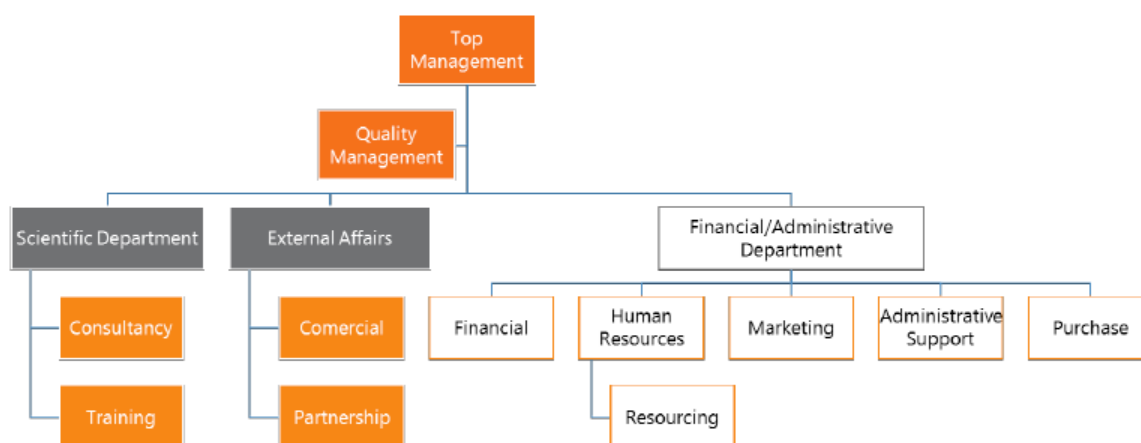 Top
Management
Quality
Management
Scientific Department
External Affairs
Financial/Administrative
Department
Consultancy
Comercial
Financial
Human
Resources
Marketing
Administrative
Support
Purchase
Training
Partnership
Resourcing